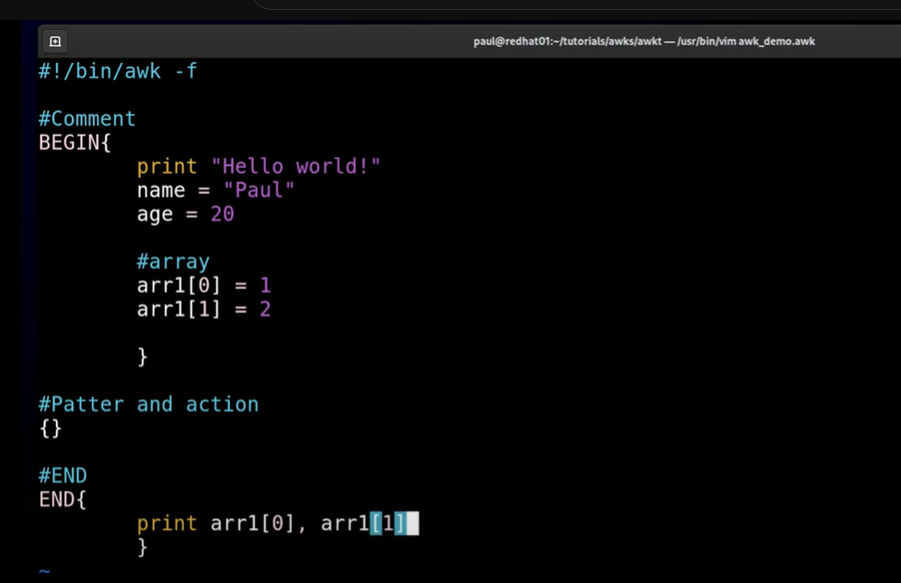 paul@redhat01:~/tutorials/awks/awkt — /usr/bin/vim awk_demo.awk
#!/bin/awk -f
#Comment
BEGIN{
print "Hello world!"
name = "Paul"
age = 20
#array
arr1[0] = 1
arr1[1] = 2
}
#Patter and action
{}
#END
END{
print arr1[0], arr1[1]
}
~